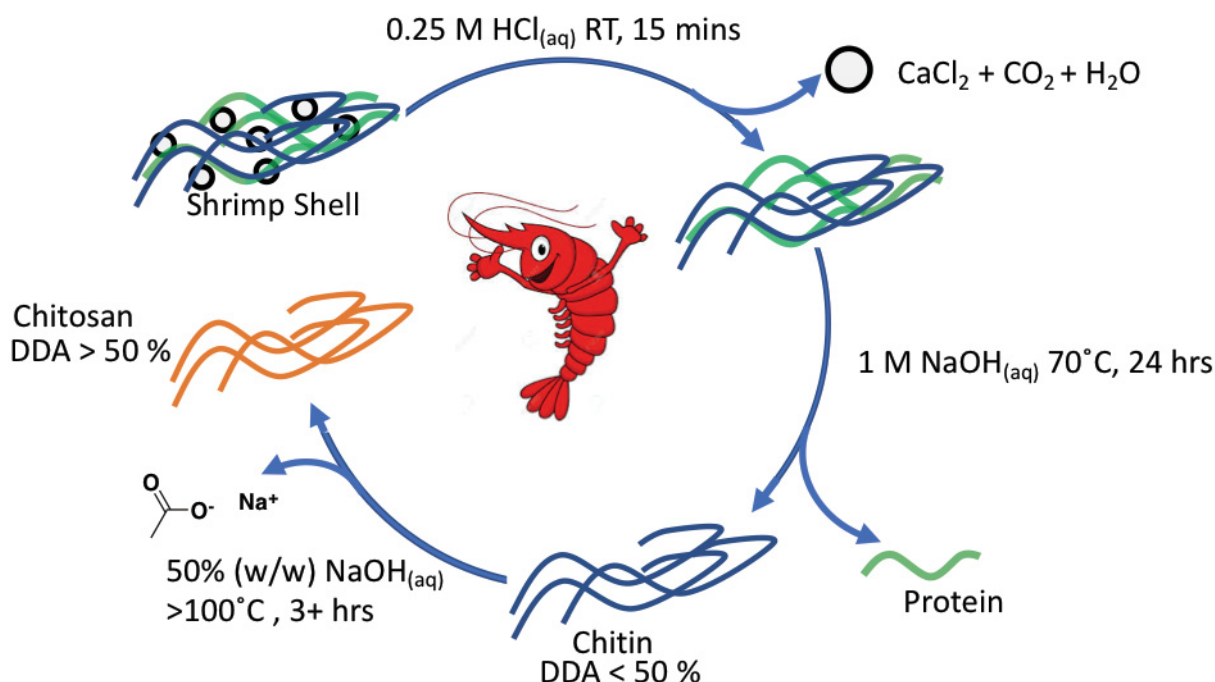 0.25 M HCl(aq) RT, 15 mins
CaCl₂ + CO₂ + H₂O
Shrimp Shell
1 M NaOH(aq) 70˚C, 24 hrs
Chitosan
DDA > 50 %
O
O-
Na+
50% (w/w) NaOH(aq)
>100˚C , 3+ hrs
Protein
Chitin
DDA < 50 %